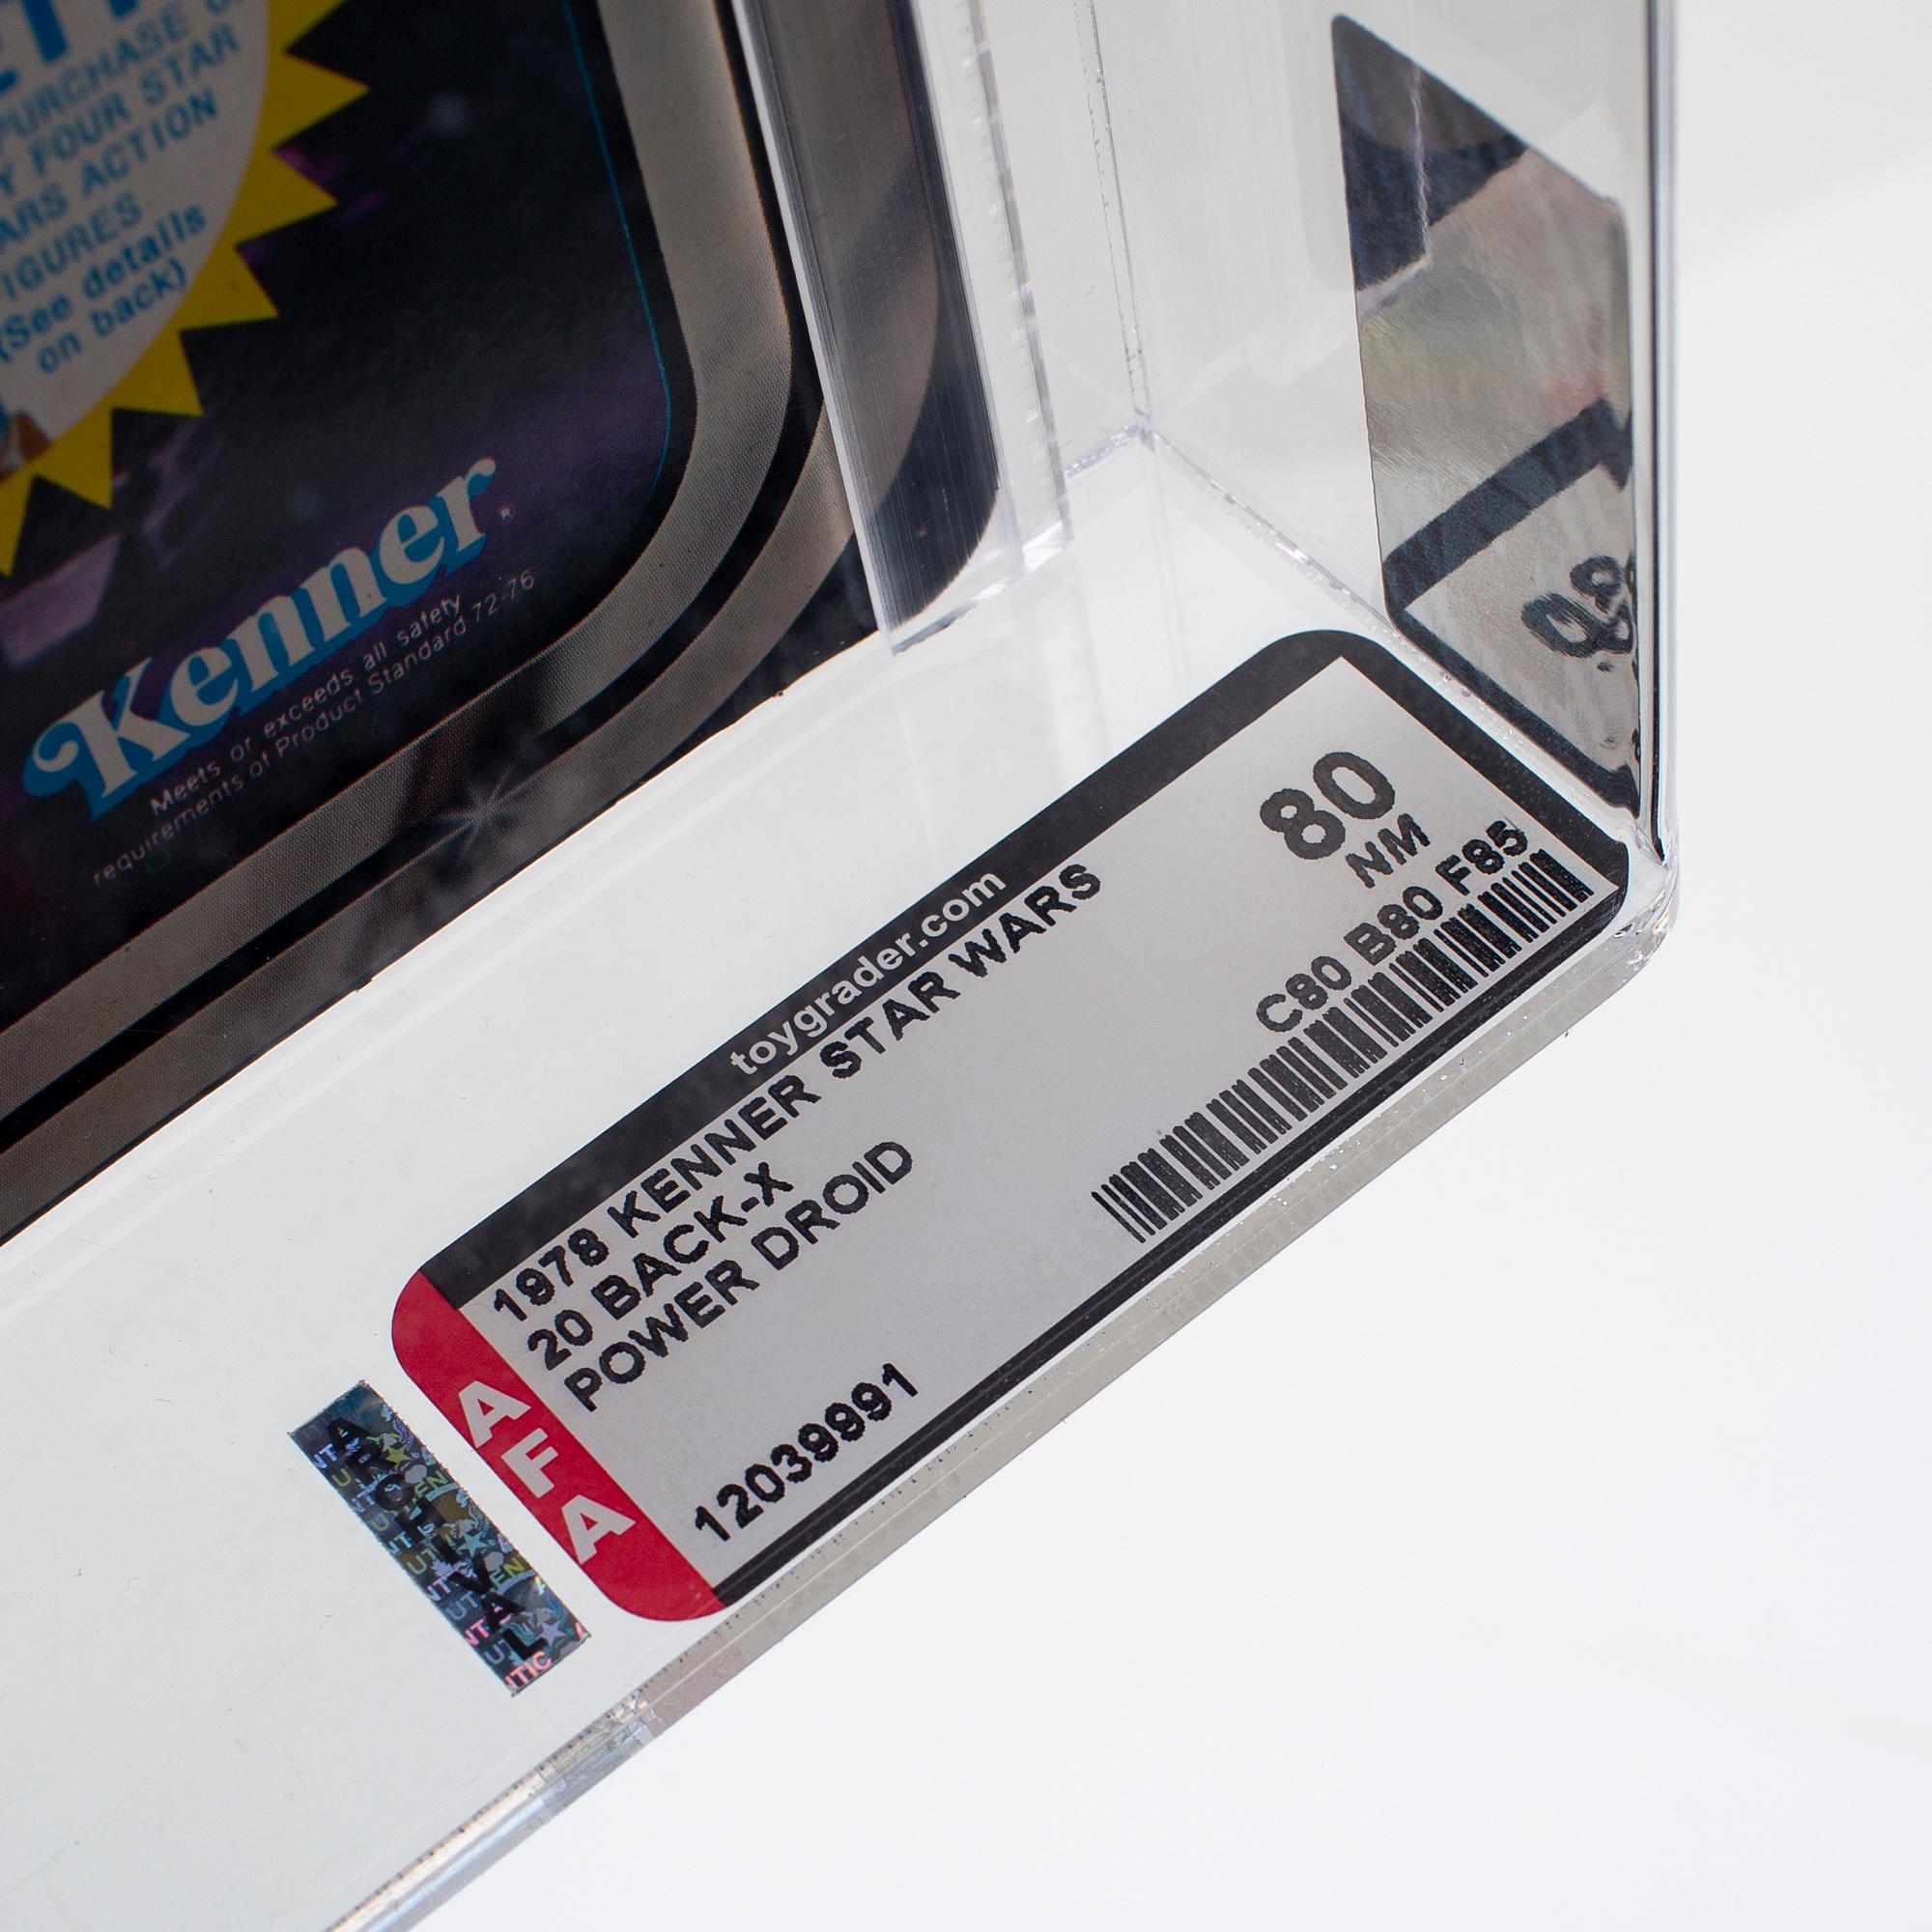 PURCHASE
FOUR STAR
ARS ACTION
FIGURES
(See details
on back)
Kenner®
Meets or exceeds all safety
requirements of Product Standard 72-76
toygrader.com
1978 KENNER STAR WARS
20 BACK-X
POWER DROID
80
NM
C80 B80 F85
12039991
AFA
ARCHIVAL